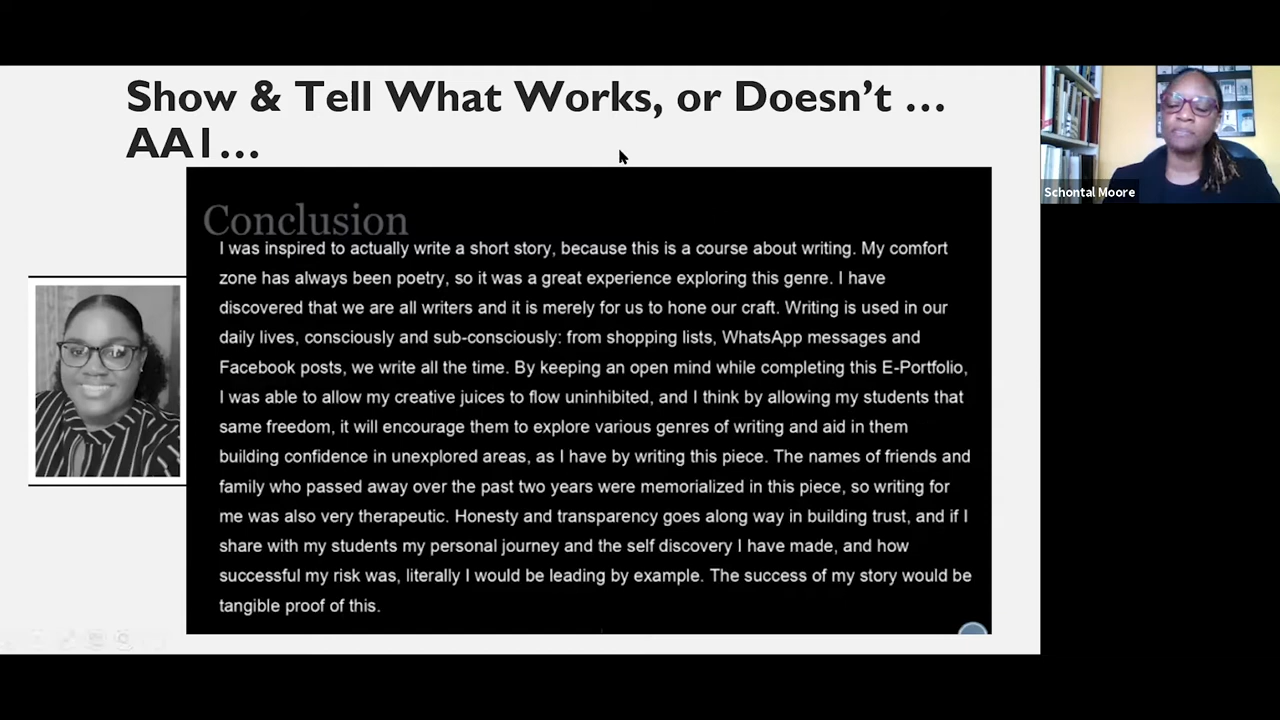 Show & Tell What Works, or Doesn’t …
AA1…
Schontal Moore
Conclusion
I was inspired to actually write a short story, because this is a course about writing. My comfort
zone has always been poetry, so it was a great experience exploring this genre. I have
discovered that we are all writers and it is merely for us to hone our craft. Writing is used in our
daily lives, consciously and sub-consciously: from shopping lists, WhatsApp messages and
Facebook posts, we write all the time. By keeping an open mind while completing this E-Portfolio,
I was able to allow my creative juices to flow uninhibited, and I think by allowing my students that
same freedom, it will encourage them to explore various genres of writing and aid in them
building confidence in unexplored areas, as I have by writing this piece. The names of friends and
family who passed away over the past two years were memorialized in this piece, so writing for
me was also very therapeutic. Honesty and transparency goes along way in building trust, and if I
share with my students my personal journey and the self discovery I have made, and how
successful my risk was, literally I would be leading by example. The success of my story would be
tangible proof of this.